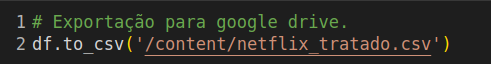 1 # Exportação para google drive.
2 df.to_csv('/content/netflix_tratado.csv')